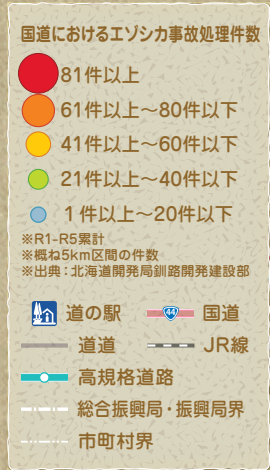 国道におけるエゾシカ事故処理件数
81件以上
61件以上～80件以下
41件以上～60件以下
21件以上～40件以下
1件以上～20件以下
※R1-R5累計
※概ね5km区間の件数
※出典：北海道開発局釧路開発建設部
道の駅 44 国道
道道 JR線
高規格道路
総合振興局・振興局界
市町村界